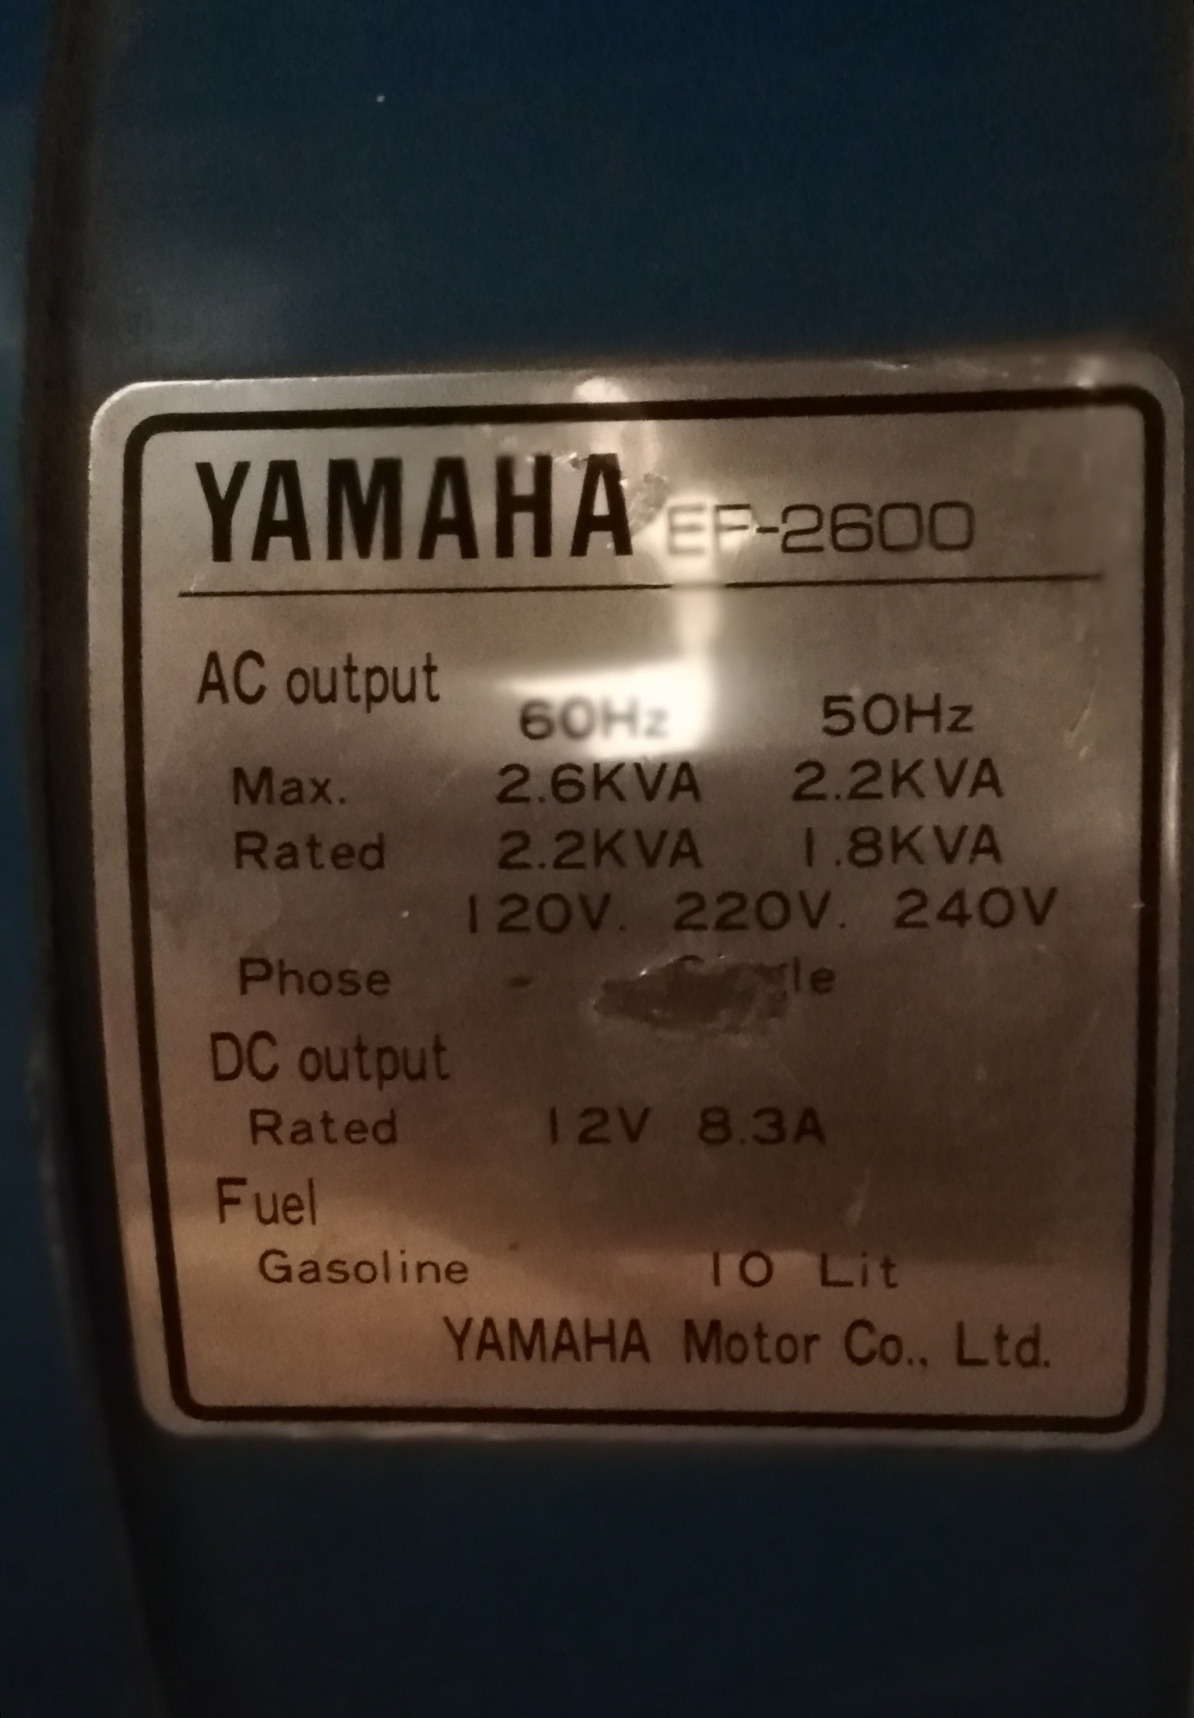 YAMAHA EF-2600
AC output
60Hz 50Hz
Max. 2.6KVA 2.2KVA
Rated 2.2KVA 1.8KVA
120V. 220V. 240V
Phose -
DC output
Rated 12V 8.3A
Fuel
Gasoline 10 Lit
YAMAHA Motor Co., Ltd.